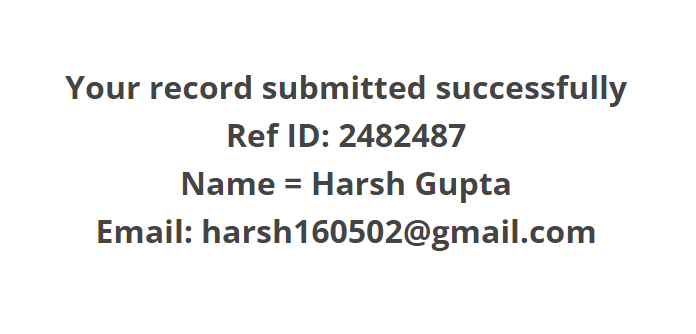 Your record submitted successfully
Ref ID: 2482487
Name = Harsh Gupta
Email: harsh160502@gmail.com